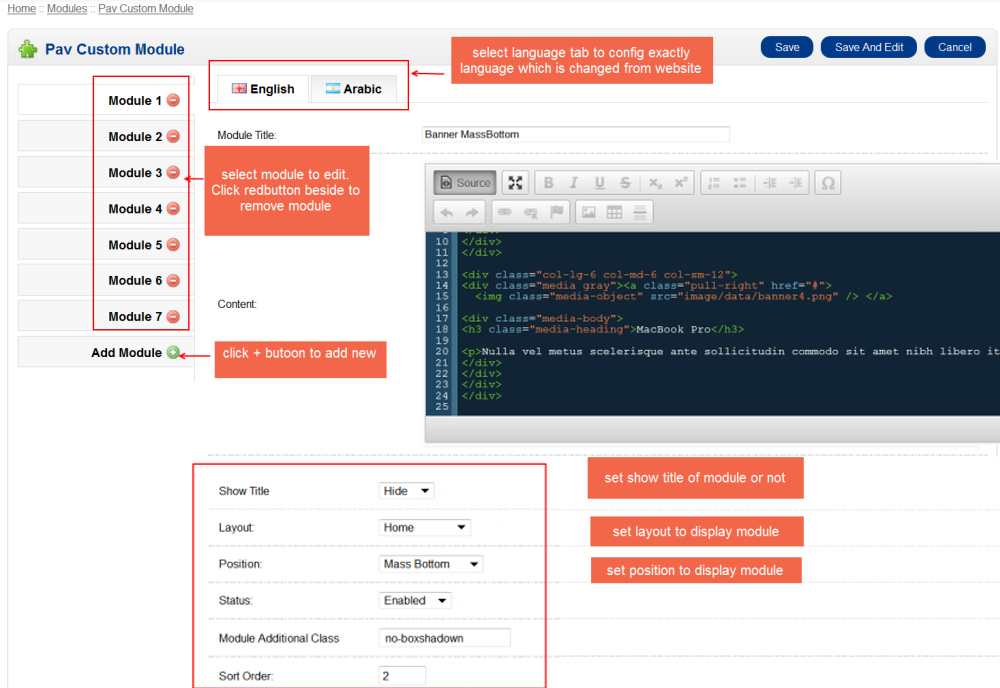 Home :: Modules :: Pav Custom Module
Pav Custom Module
Save
Save And Edit
Cancel
select language tab to config exactly
language which is changed from website
English
Arabic
Module 1
Module 2
Module 3
Module 4
Module 5
Module 6
Module 7
Add Module
select module to edit.
Click redbutton beside to
remove module
click + butoon to add new
Module Title:
Banner MassBottom
Content:
Source
B I U S x₂ x² Ω
10 </div>
11 </div>
12
13 <div class="col-lg-6 col-md-6 col-sm-12">
14 <div class="media gray"><a class="pull-right" href="#">
15 <img class="media-object" src="image/data/banner4.png" /> </a>
16
17 <div class="media-body">
18 <h3 class="media-heading">MacBook Pro</h3>
19
20 <p>Nulla vel metus scelerisque ante sollicitudin commodo sit amet nibh libero it
21 </div>
22 </div>
23 </div>
24 </div>
25
Show Title
Hide
set show title of module or not
Layout:
Home
set layout to display module
Position:
Mass Bottom
set position to display module
Status:
Enabled
Module Additional Class
no-boxshadown
Sort Order:
2